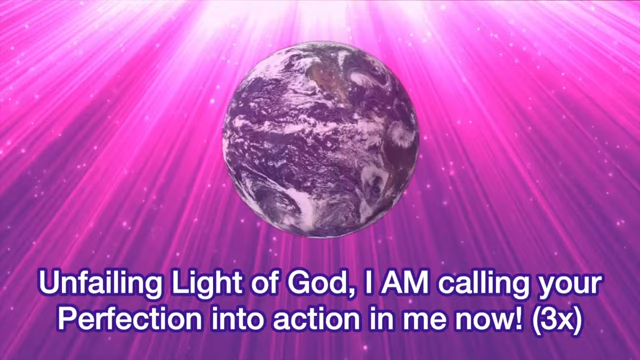 Unfailing Light of God, I AM calling your
Perfection into action in me now! (3x)